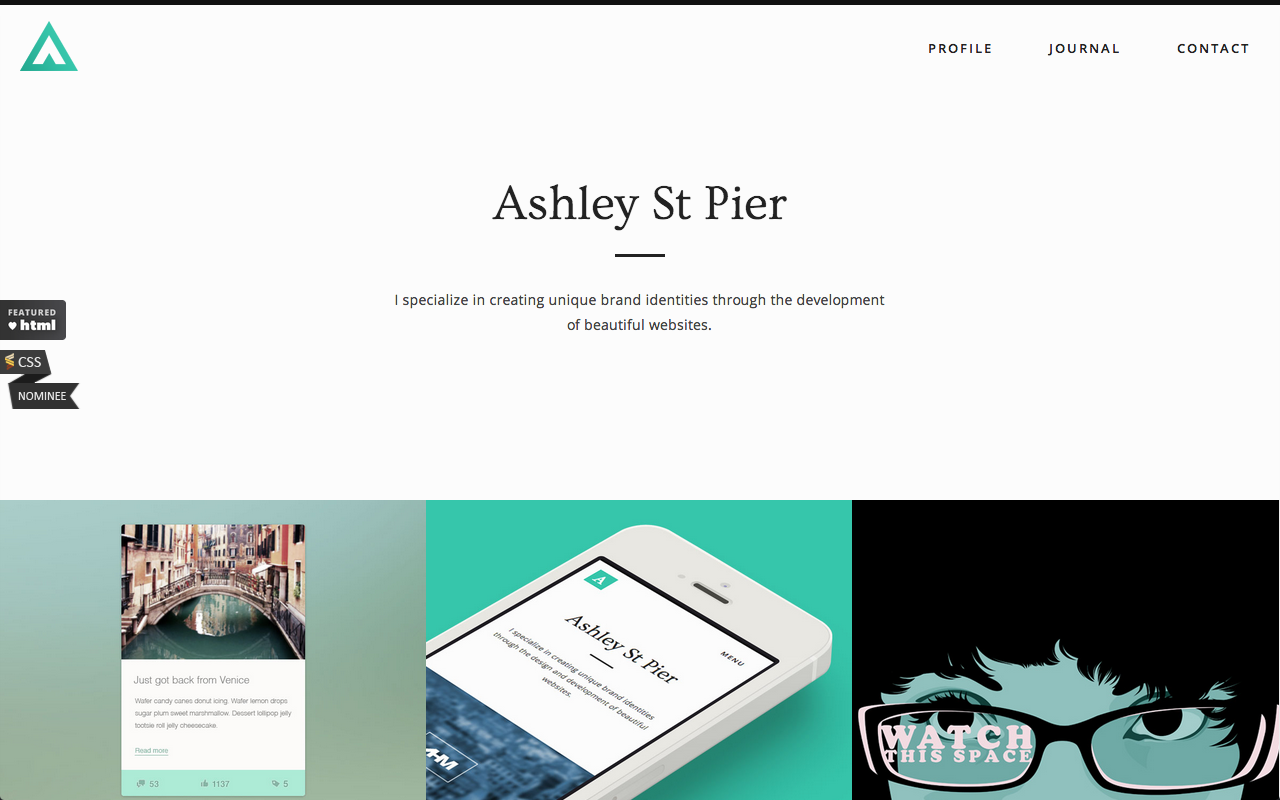 PROFILE JOURNAL CONTACT
Ashley St Pier
I specialize in creating unique brand identities through the development
of beautiful websites.
FEATURED
html
CSS
NOMINEE
Just got back from Venice
Wafer candy canes donut icing. Wafer lemon drops
sugar plum sweet marshmallow. Dessert lollipop jelly
tootsie roll jelly cheesecake.
Read more
53 1137 5
A
MENU
Ashley St Pier
I specialize in creating unique brand identities
through the design and development of beautiful
websites.
WATCH
THIS SPACE